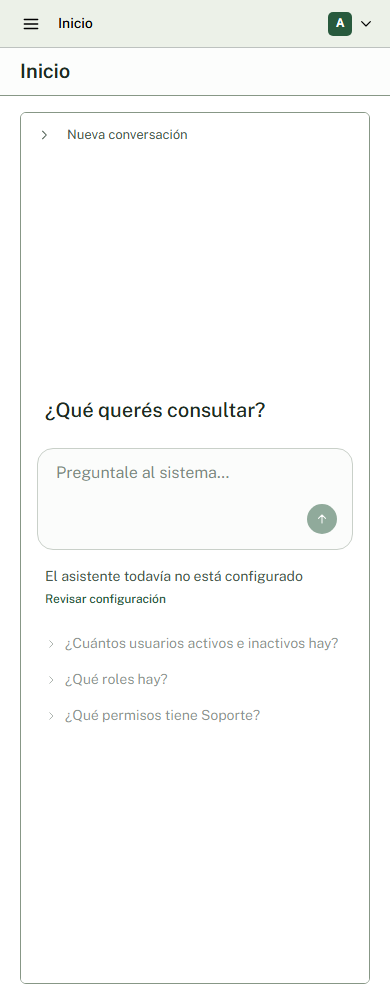 Inicio
A
Inicio
Nueva conversación
¿Qué querés consultar?
Preguntale al sistema...
El asistente todavía no está configurado
Revisar configuración
¿Cuántos usuarios activos e inactivos hay?
¿Qué roles hay?
¿Qué permisos tiene Soporte?